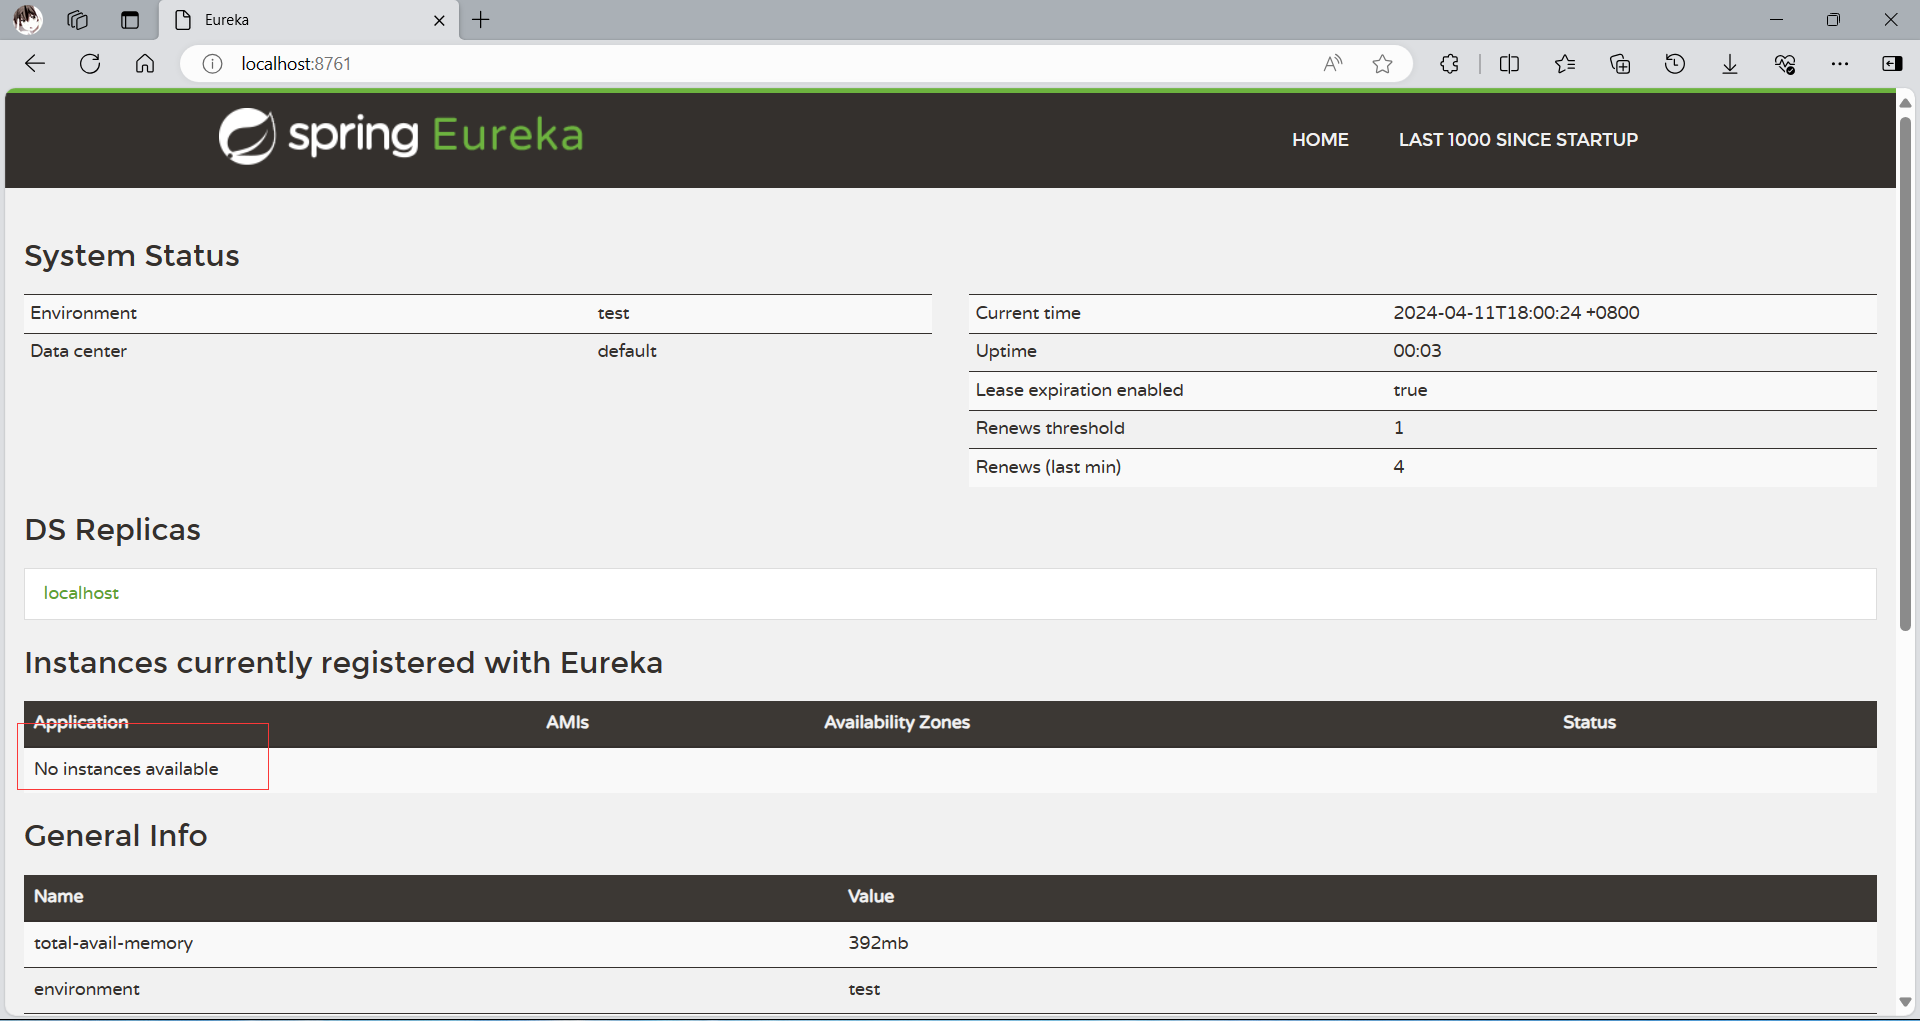 Eureka
localhost:8761
spring Eureka
HOME LAST 1000 SINCE STARTUP
System Status
Environment test
Data center default
Current time 2024-04-11T18:00:24 +0800
Uptime 00:03
Lease expiration enabled true
Renews threshold 1
Renews (last min) 4
DS Replicas
localhost
Instances currently registered with Eureka
Application AMIs Availability Zones Status
No instances available
General Info
Name Value
total-avail-memory 392mb
environment test